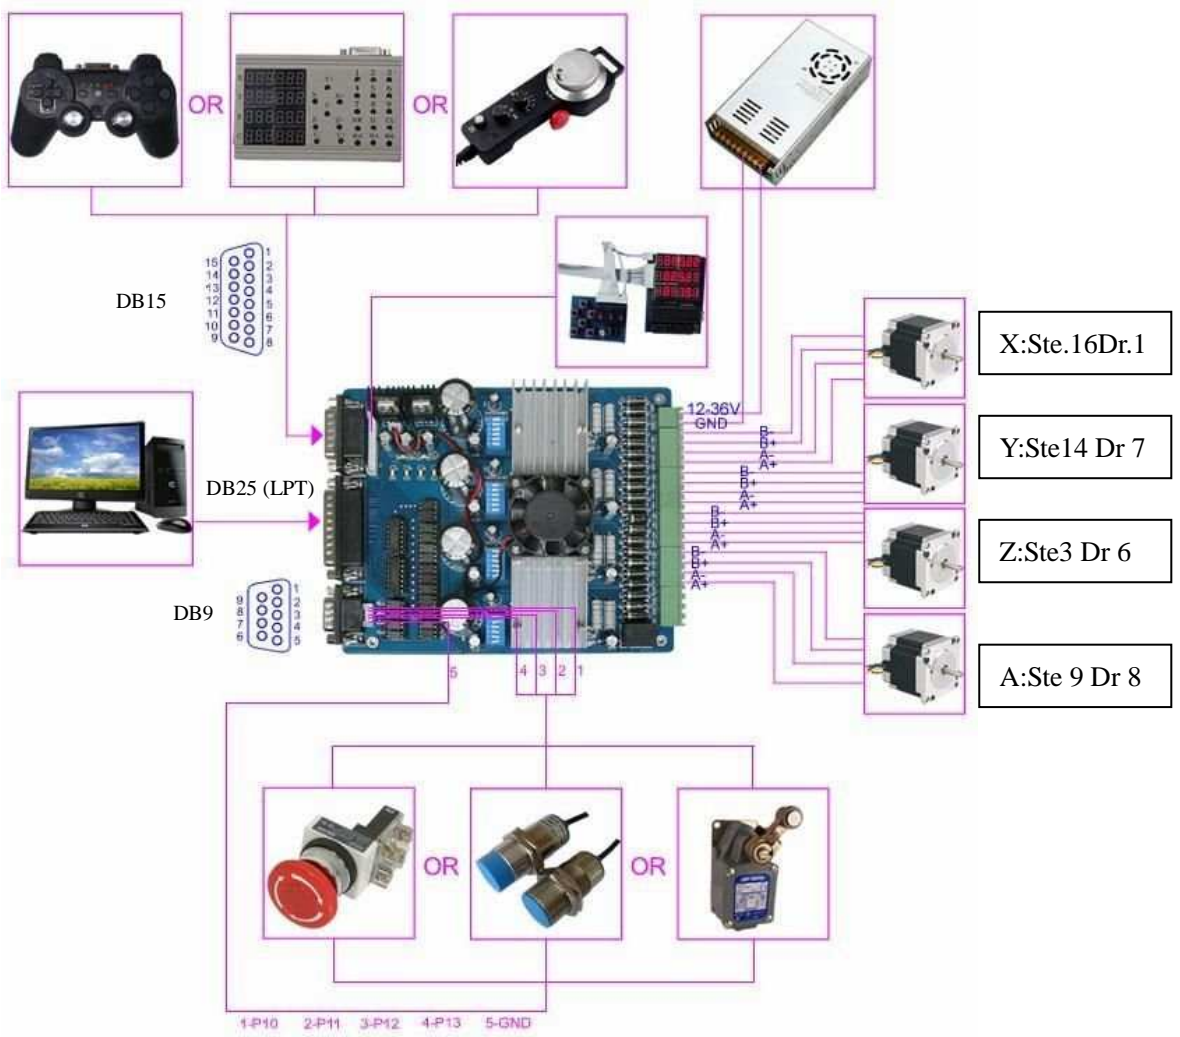 OR
OR
DB15
1
2
3
4
5
6
7
8
15
14
13
12
11
10
9
DB25 (LPT)
DB9
1
2
3
4
5
9
8
7
6
12-36V
GND
B-
B+
A-
A+
B-
B+
A-
A+
B-
B+
A-
A+
B-
B+
A-
A+
X:Ste.16Dr.1
Y:Ste14 Dr 7
Z:Ste3 Dr 6
A:Ste 9 Dr 8
5
4
3
2
1
OR
OR
1-P10 2-P11 3-P12 4-P13 5-GND